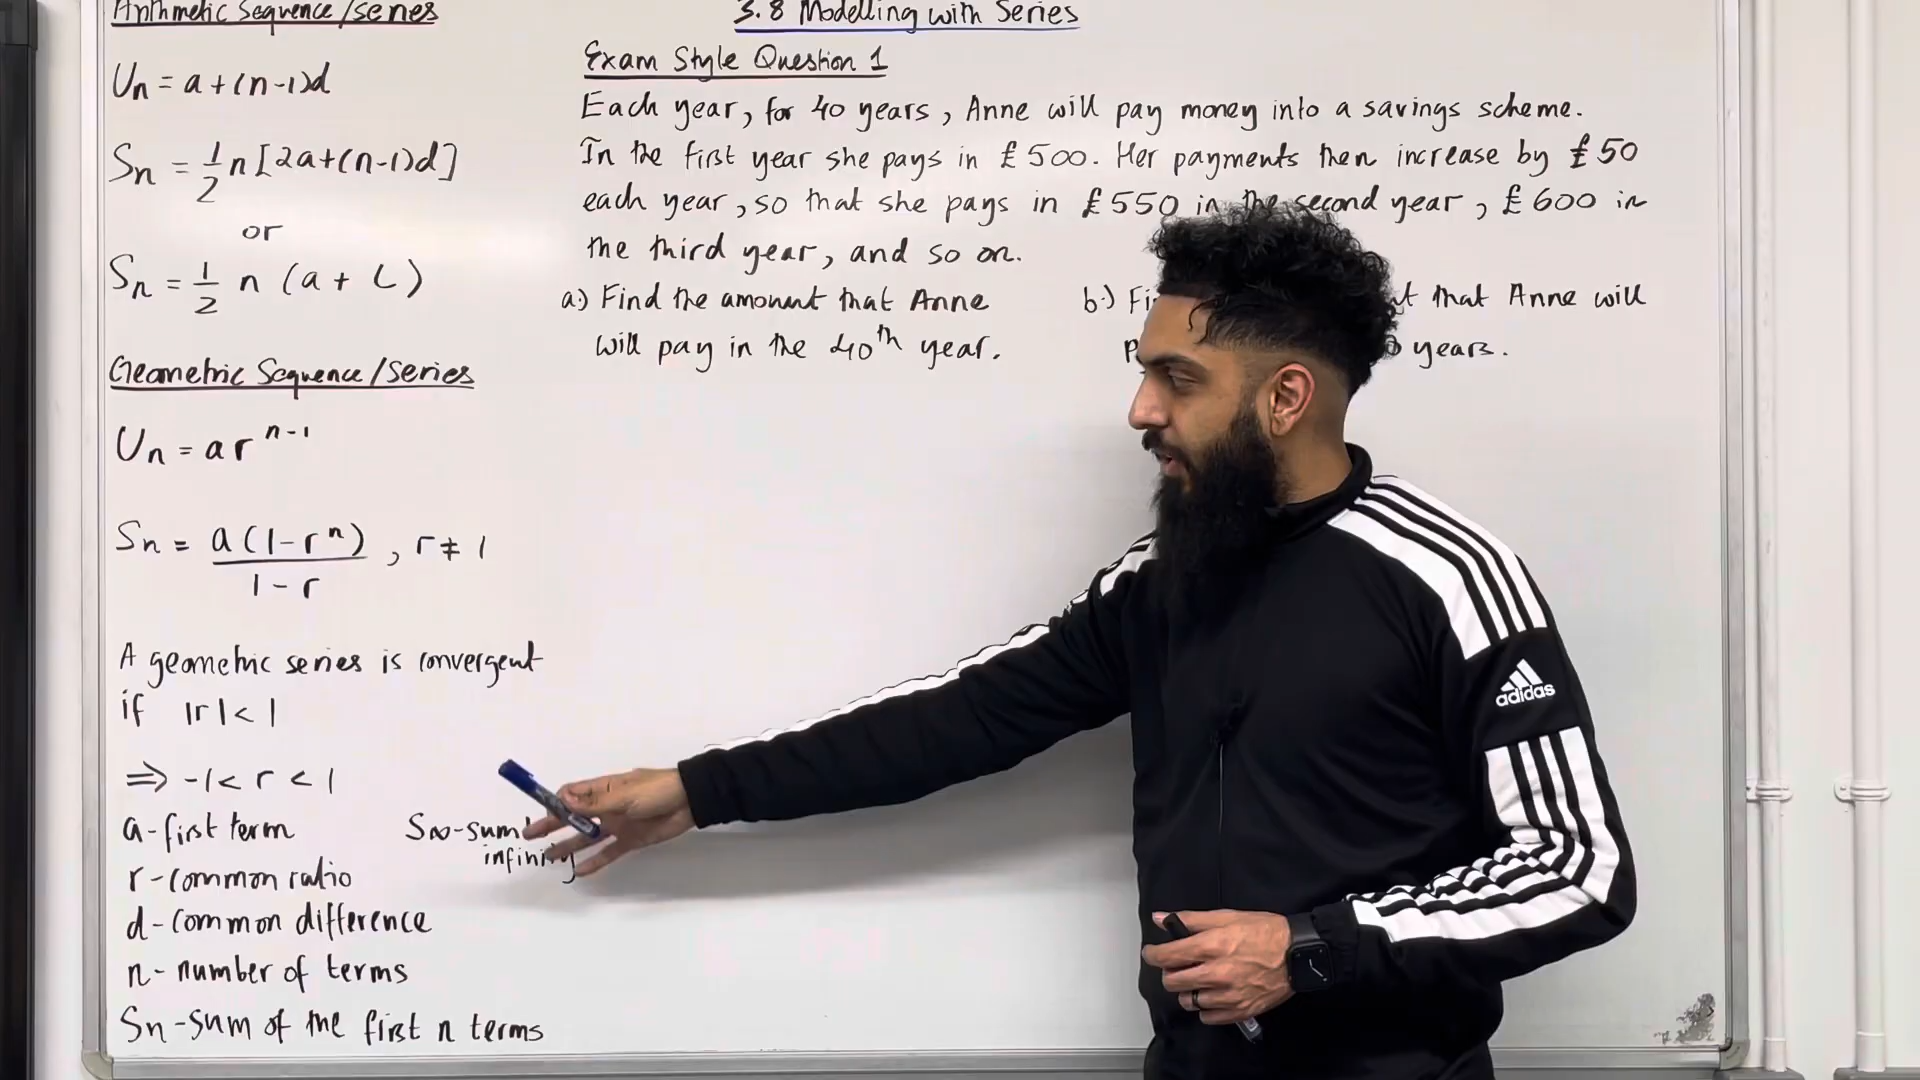 Arithmetic Sequence/series
Un = a+(n-1)d
Sn = 1/2 n[2a+(n-1)d]
or
Sn = 1/2 n (a + L)
Geometric Sequence/series
Un = ar^n-1
Sn = a(1-r^n)/1-r , r ≠ 1
A geometric series is convergent
if |r| < 1
⇒ -1 < r < 1
a - first term
r - common ratio
d - common difference
n - number of terms
Sn - sum of the first n terms
S∞ - sum
infinity
3.8 Modelling with Series
Exam Style Question 1
Each year, for 40 years, Anne will pay money into a savings scheme.
In the first year she pays in £500. Her payments then increase by £50
each year, so that she pays in £550 in the second year, £600 in
the third year, and so on.
a.) Find the amount that Anne
will pay in the 40th year.
b.) that Anne will
years.
adidas